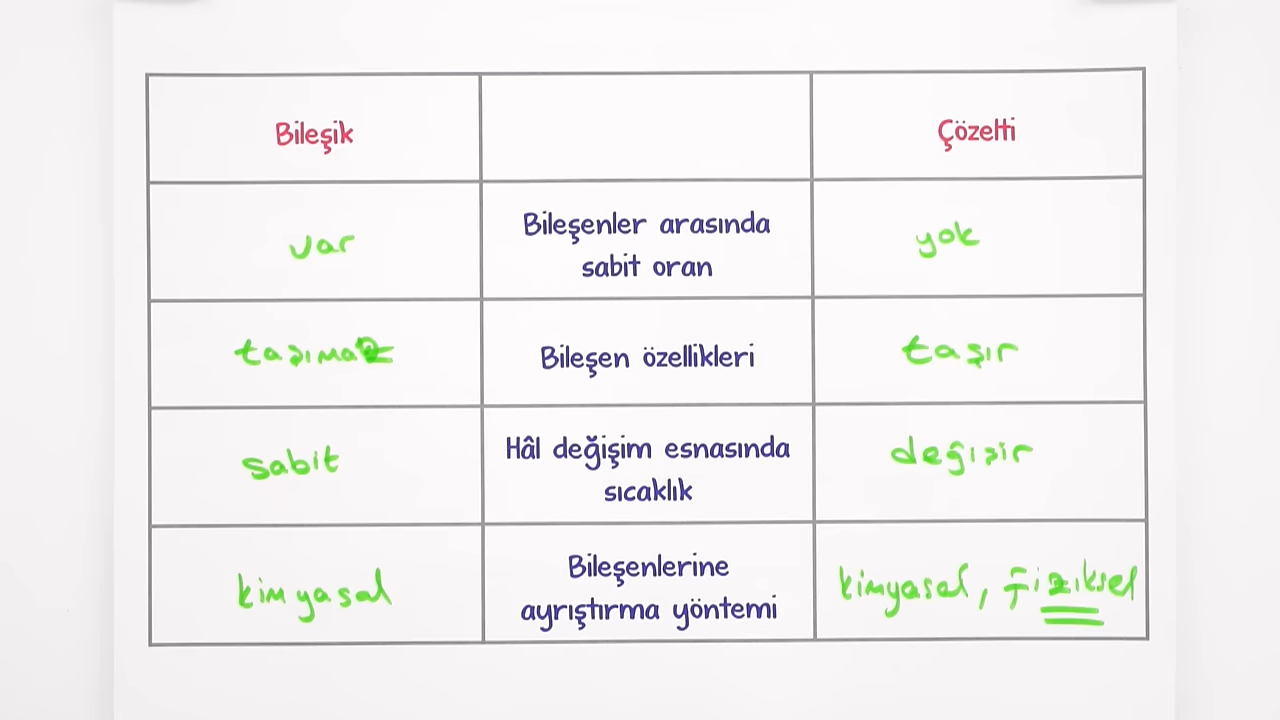 Bileşik
Çözelti
var
Bileşenler arasında
sabit oran
yok
taşımaz
Bileşen özellikleri
taşır
sabit
Hâl değişim esnasında
sıcaklık
değişir
kimyasal
Bileşenlerine
ayrıştırma yöntemi
kimyasal, fiziksel